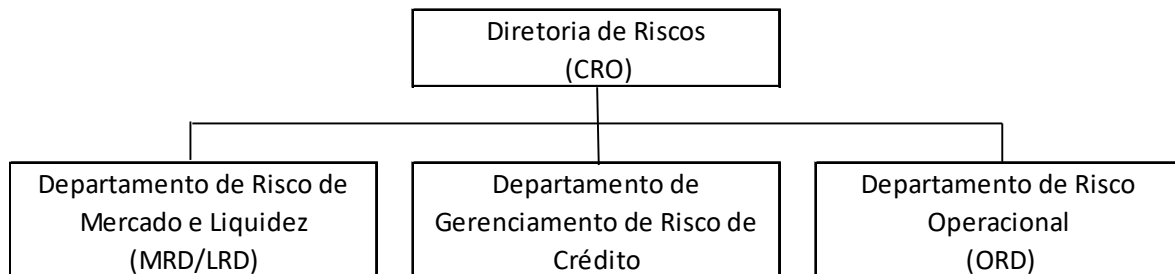 Diretoria de Riscos
(CRO)
Departamento de Risco de
Mercado e Liquidez
(MRD/LRD)
Departamento de
Gerenciamento de Risco de
Crédito
Departamento de Risco
Operacional
(ORD)